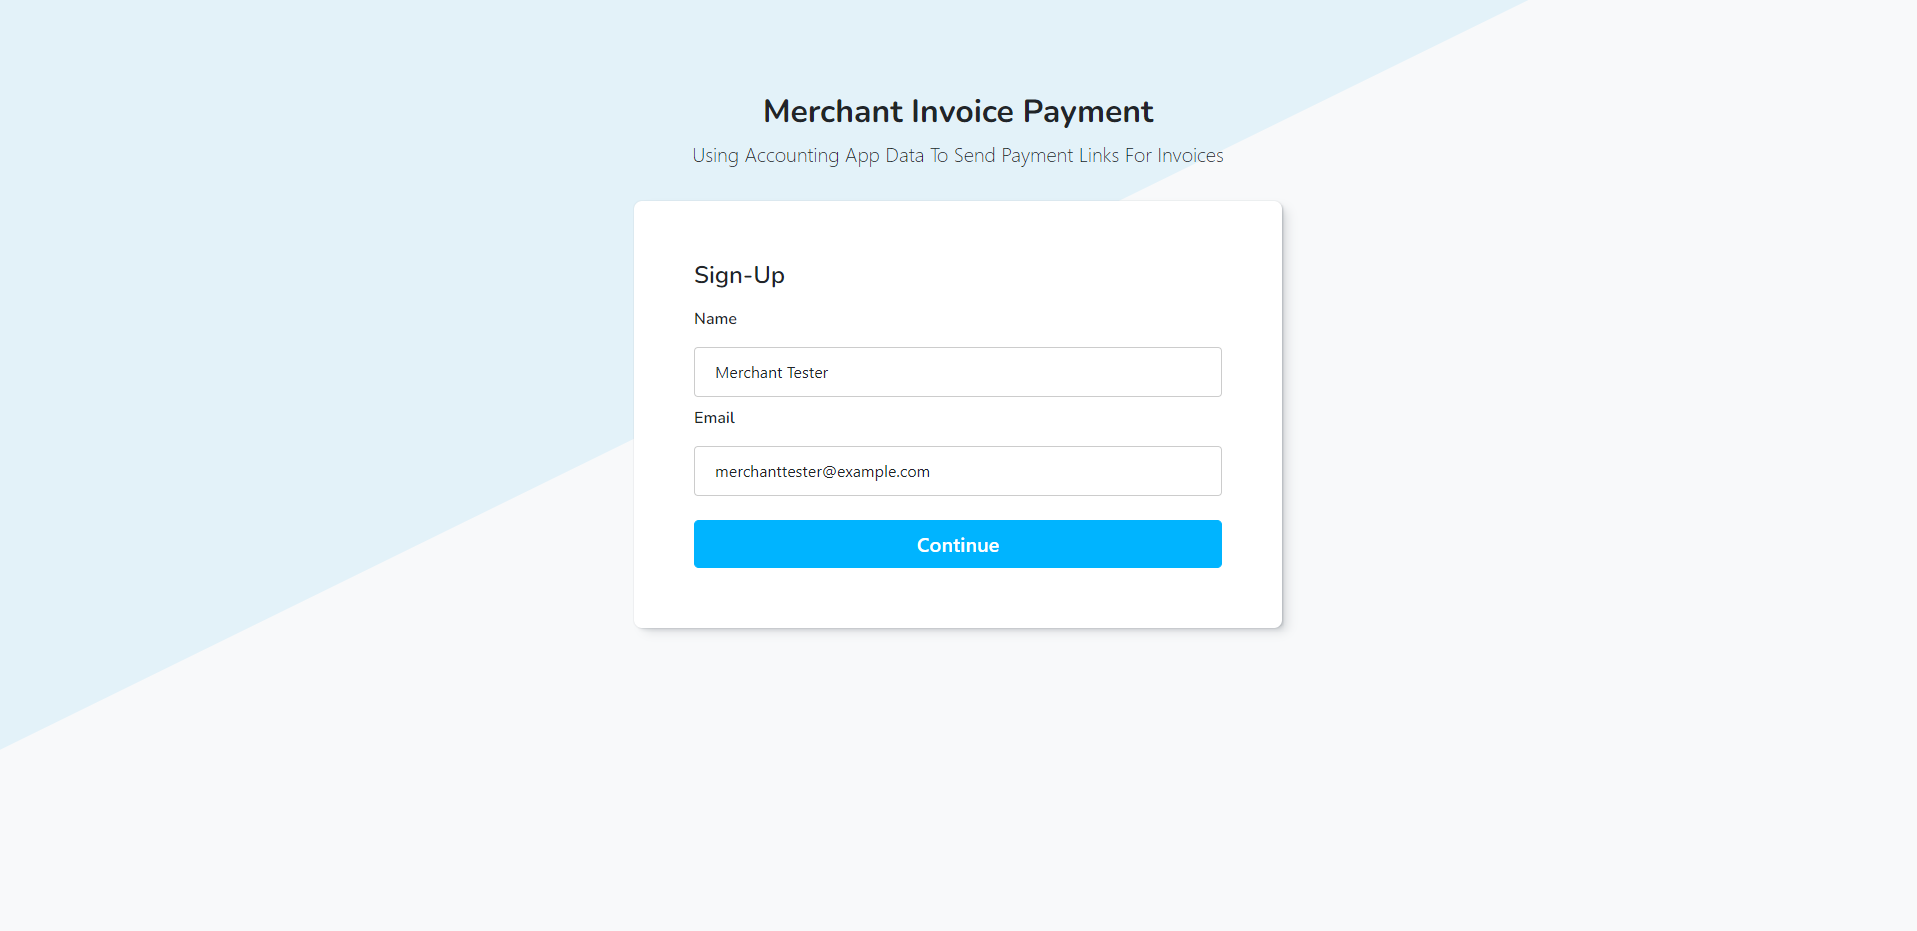 Merchant Invoice Payment
Using Accounting App Data To Send Payment Links For Invoices
Sign-Up
Name
Merchant Tester
Email
merchanttester@example.com
Continue